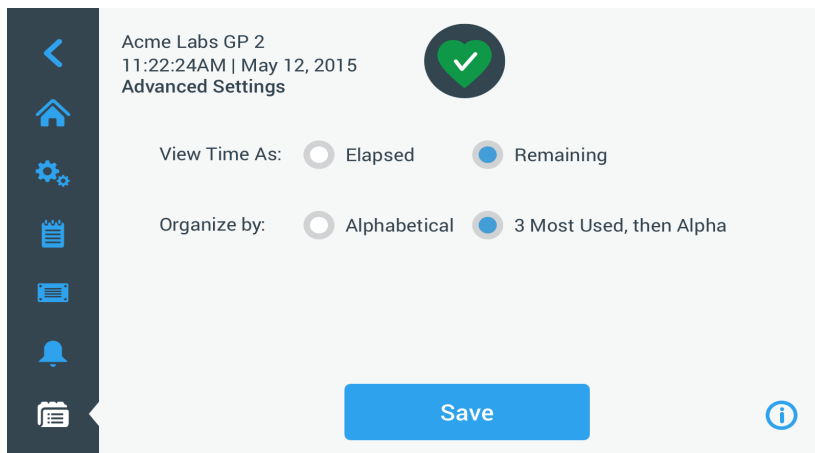 Acme Labs GP 2
11:22:24AM | May 12, 2015
Advanced Settings
View Time As: Elapsed Remaining
Organize by: Alphabetical 3 Most Used, then Alpha
Save